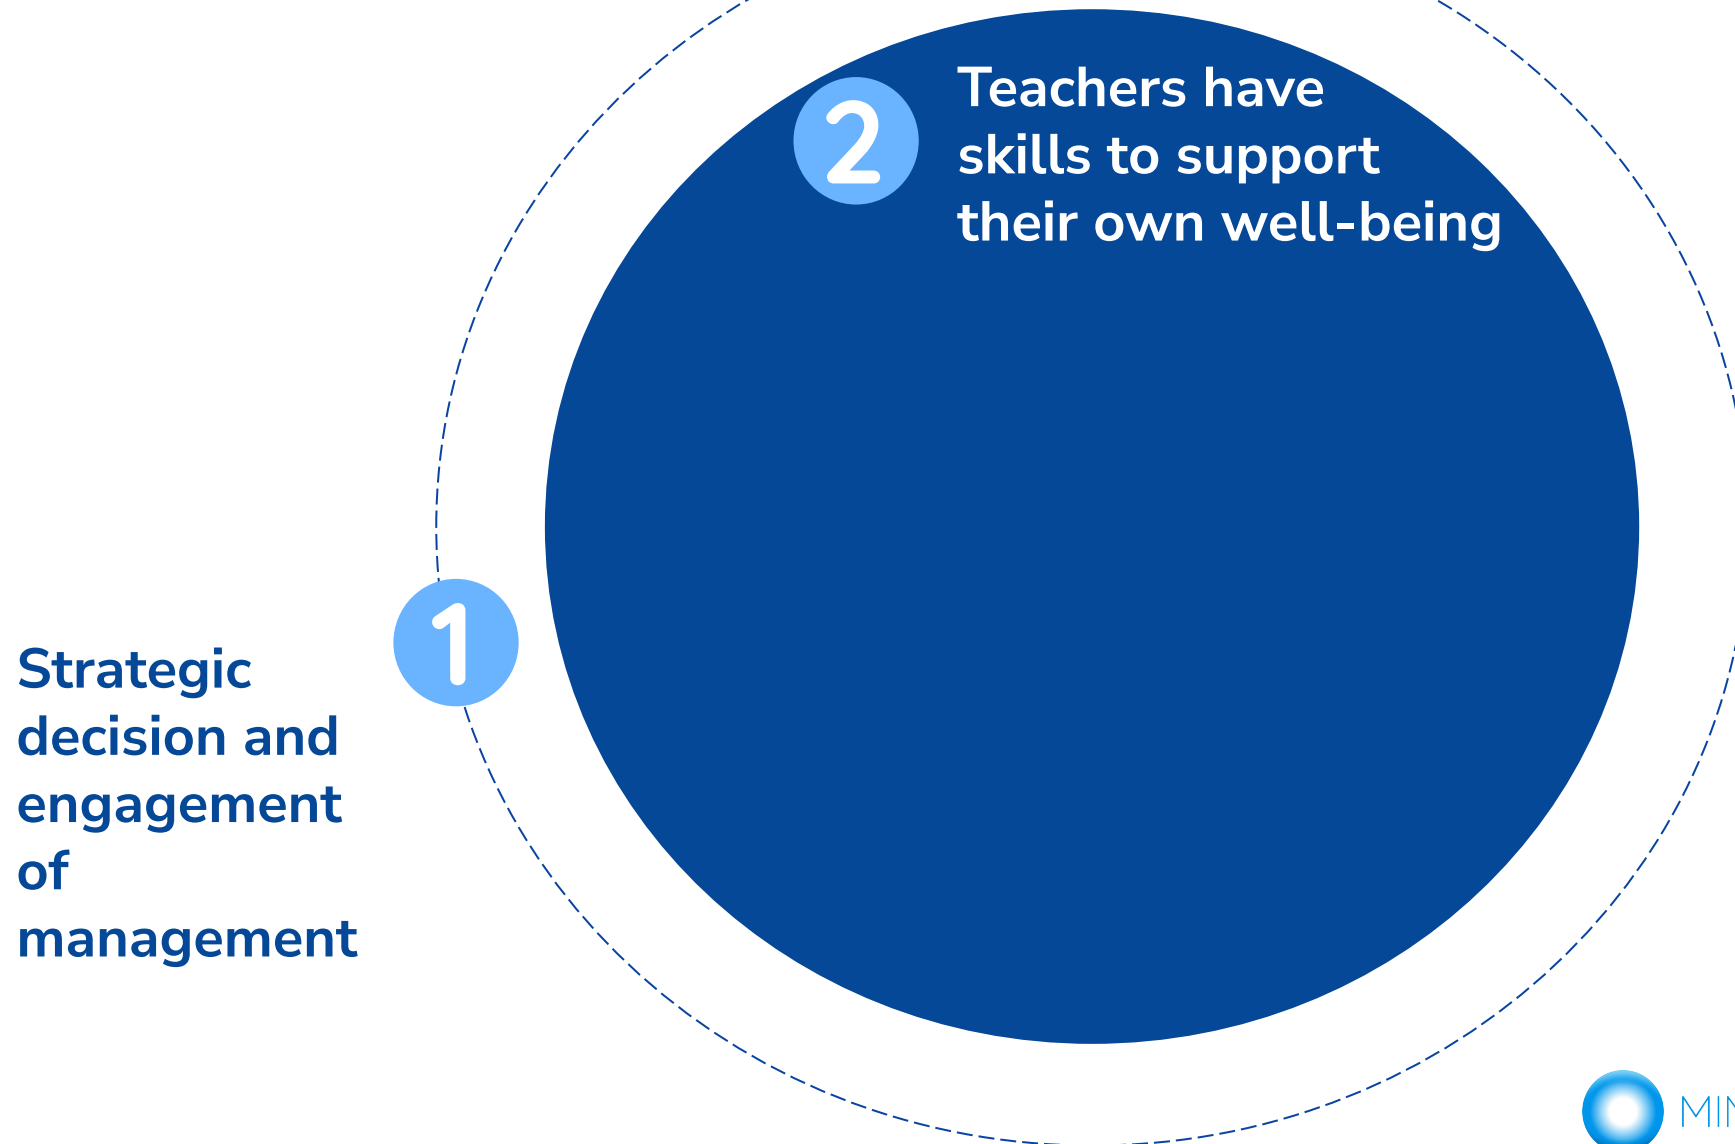 2
Teachers have
skills to support
their own well-being
1
Strategic
decision and
engagement
of
management